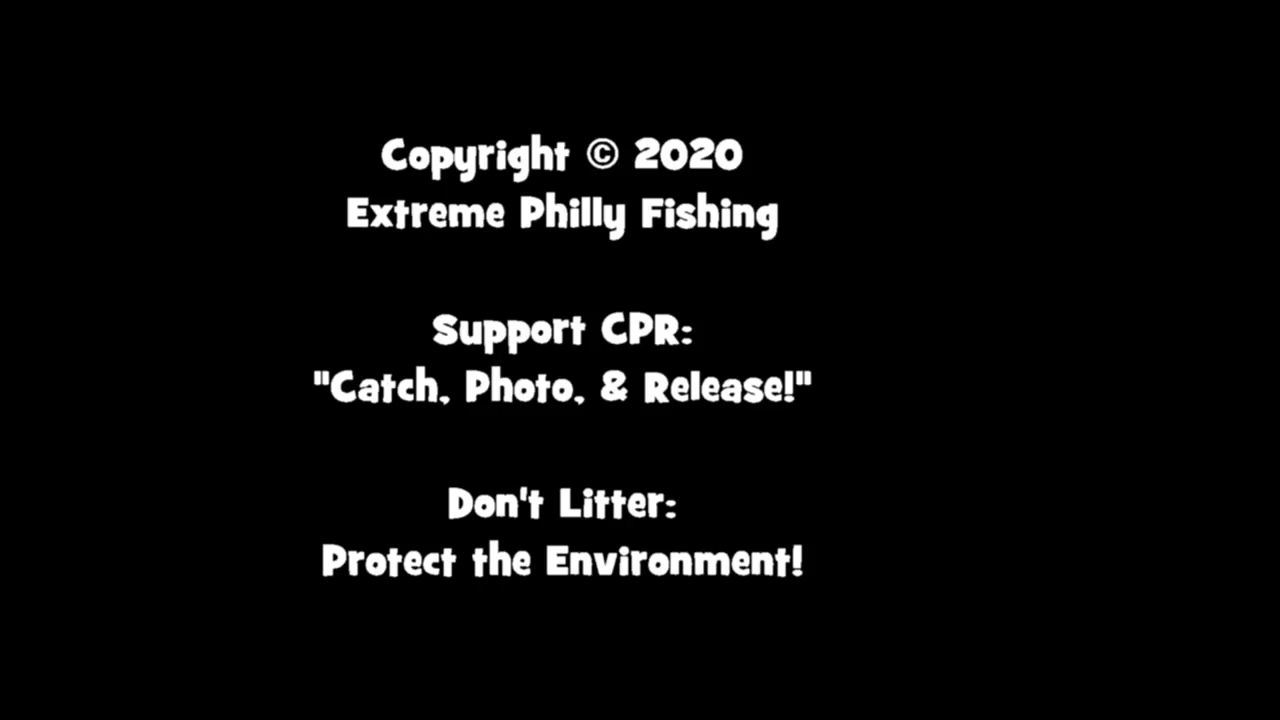 Copyright © 2020
Extreme Philly Fishing
Support CPR:
"Catch, Photo, & Release!"
Don't Litter:
Protect the Environment!